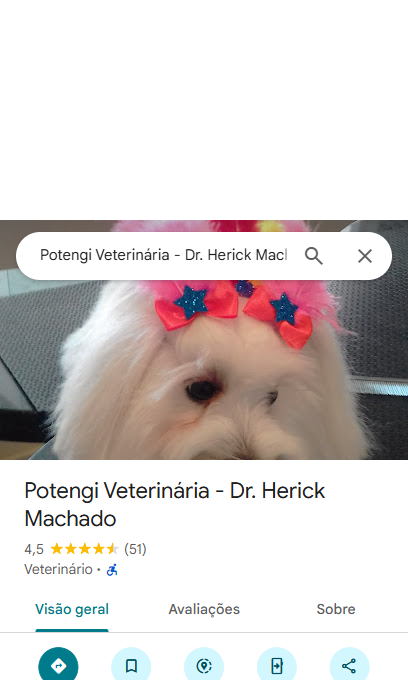 Potengi Veterinária - Dr. Herick Mach
Potengi Veterinária - Dr. Herick
Machado
4,5 (51)
Veterinário ·
Visão geral Avaliações Sobre